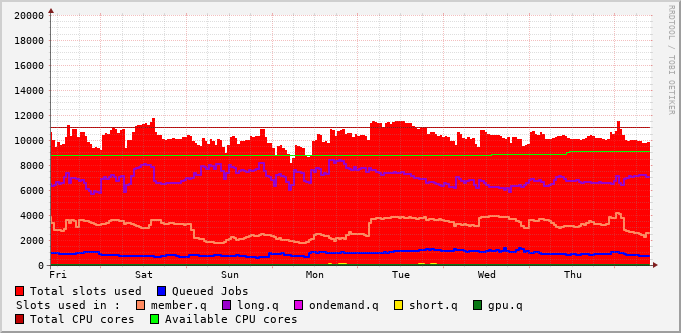 RRDTOOL / TOBI OETIKER
20000
18000
16000
14000
12000
10000
8000
6000
4000
2000
0
Fri Sat Sun Mon Tue Wed Thu
Total slots used Queued Jobs
Slots used in : member.q long.q ondemand.q short.q gpu.q
Total CPU cores Available CPU cores